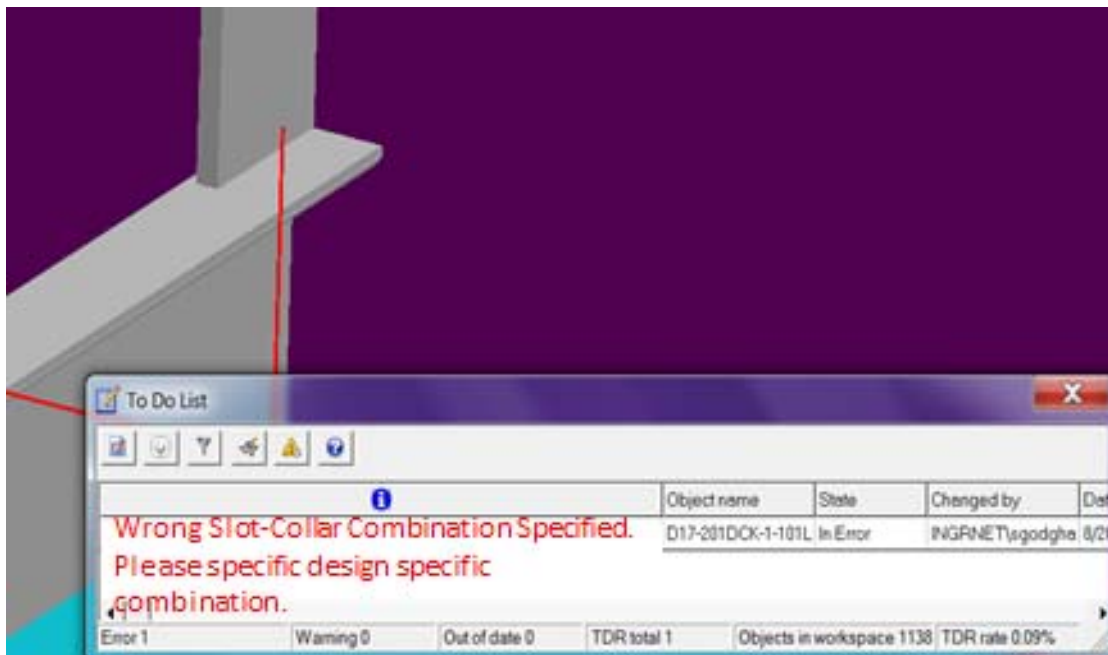 To Do List
Object name State Changed by
Wrong Slot-Collar Combination Specified. D17-201DCK-1-101L In Error INGRNET\sgodgha
Please specific design specific
combination.
Error 1 Warning 0 Out of date 0 TDR total 1 Objects in workspace 1138 TDR rate 0.09%